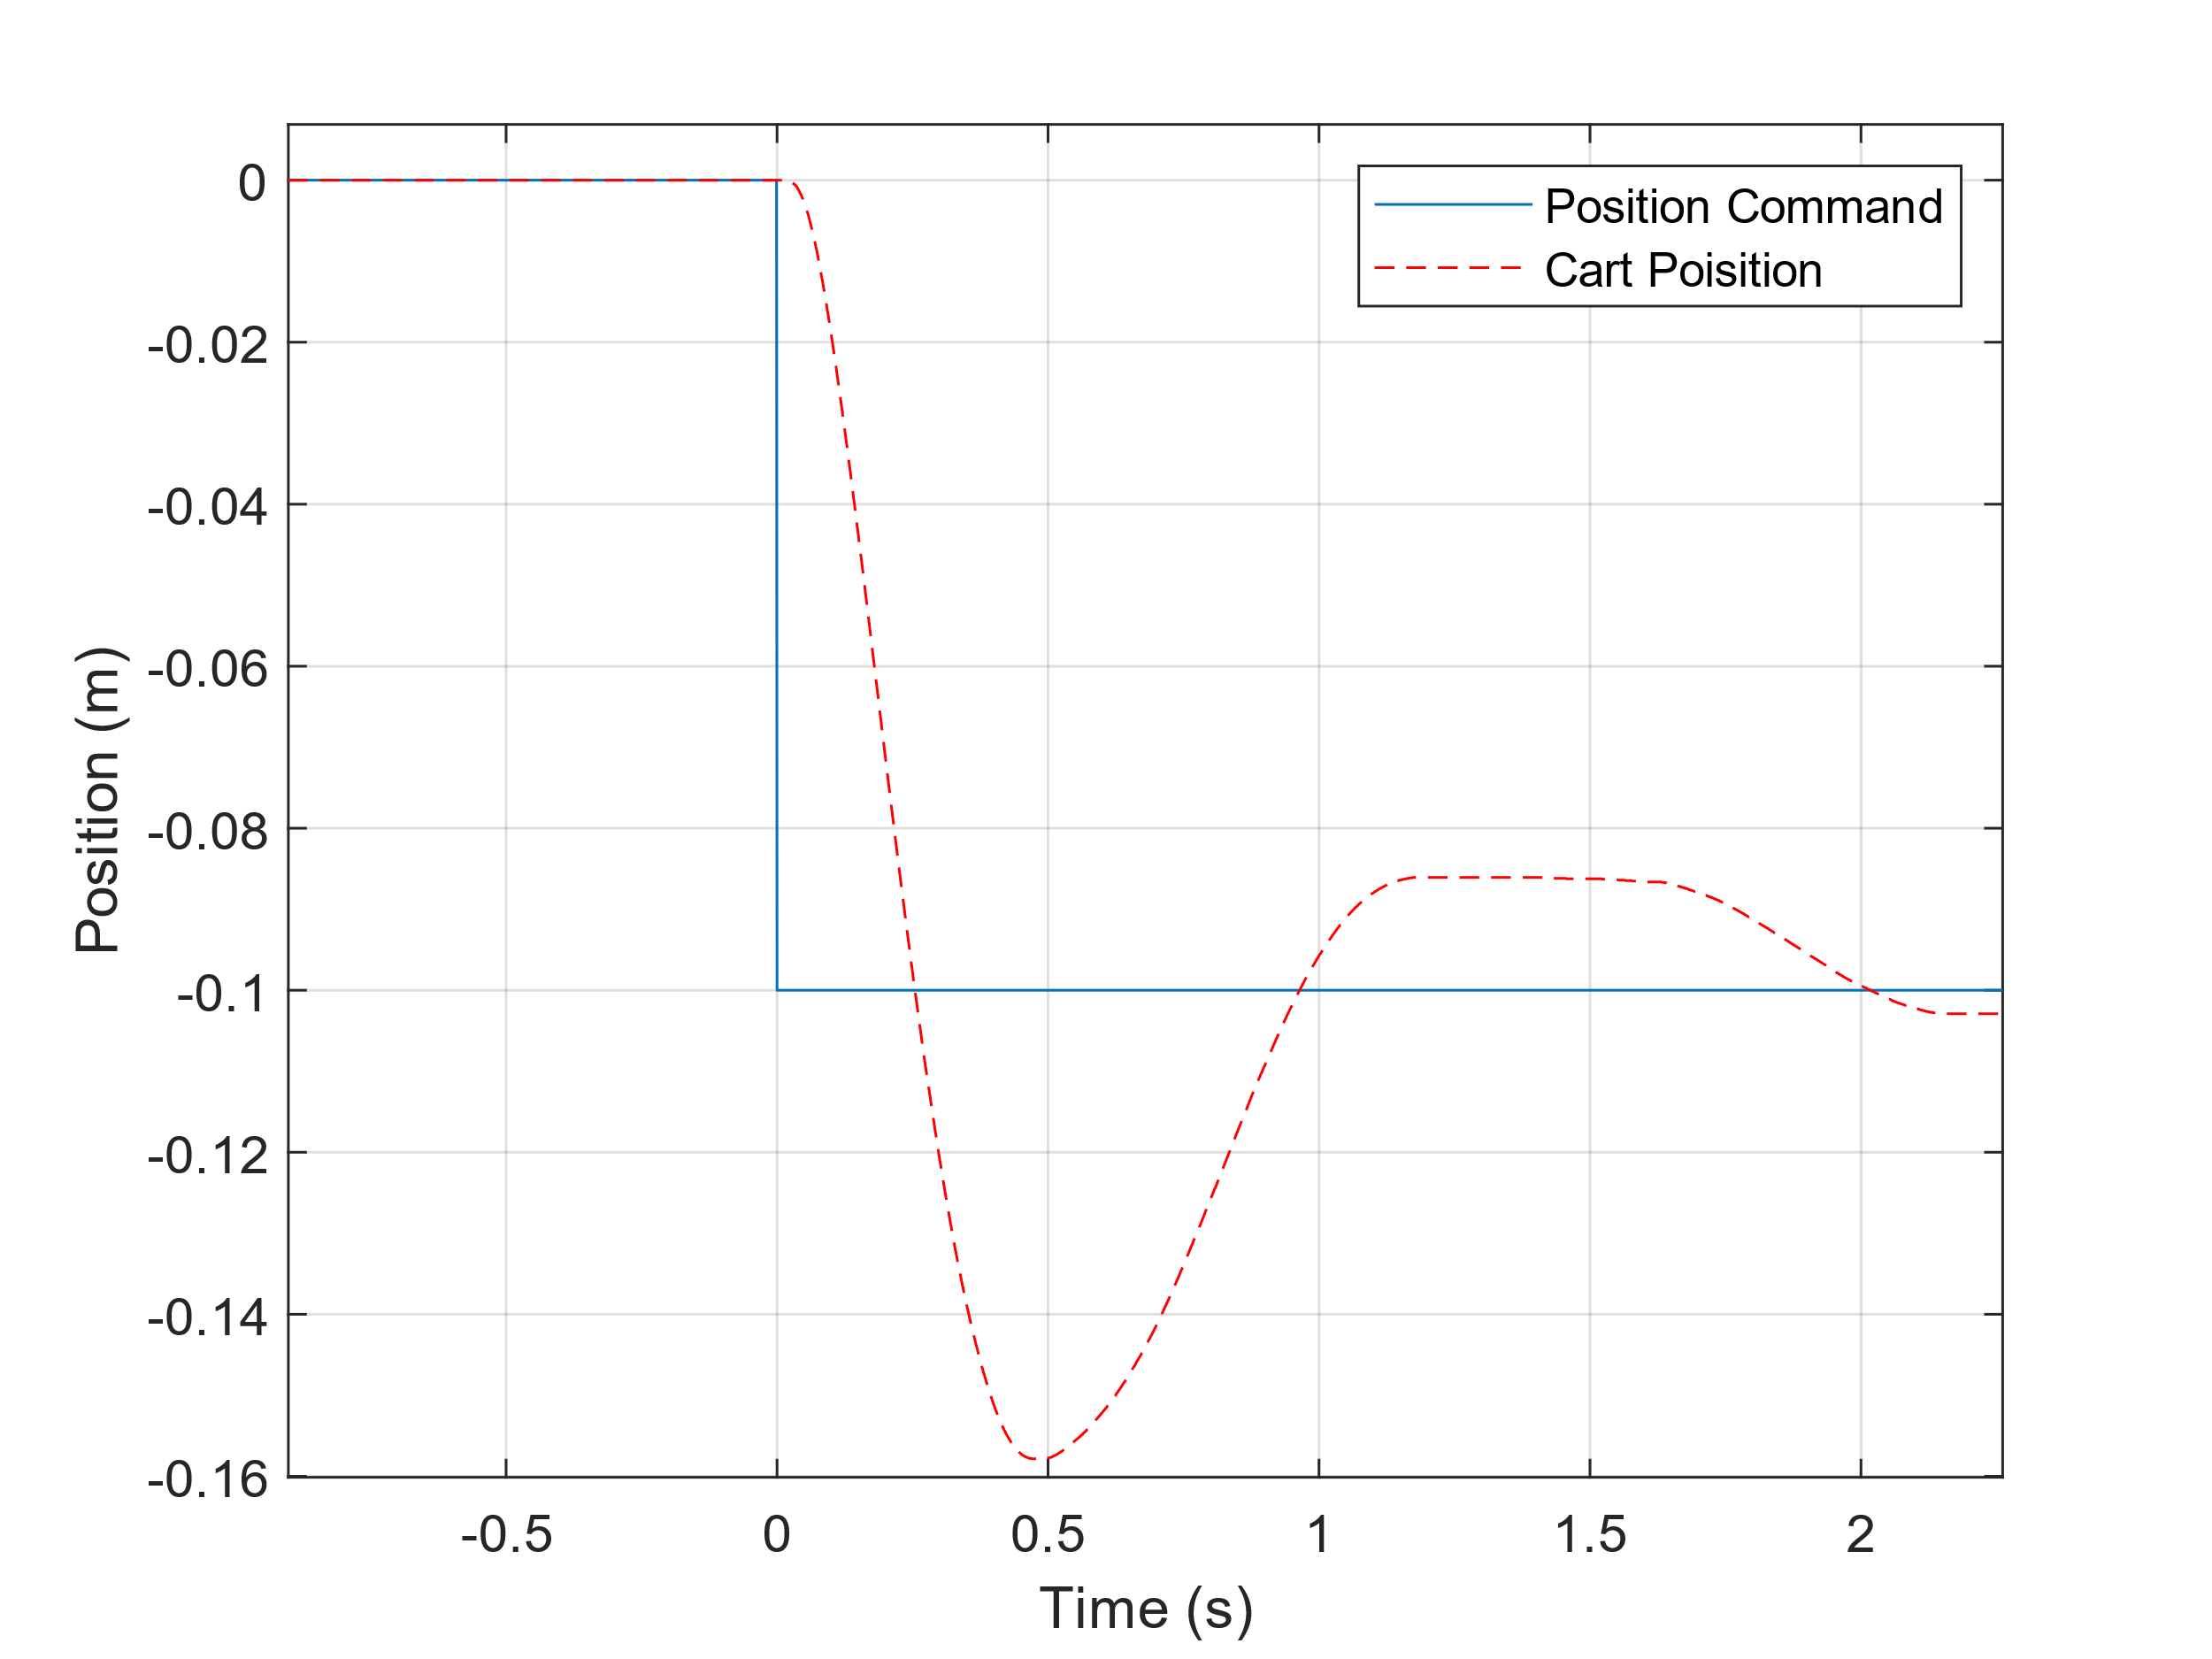 Position Command
Cart Poisition
0
-0.02
-0.04
-0.06
-0.08
-0.1
-0.12
-0.14
-0.16
Position (m)
-0.5 0 0.5 1 1.5 2
Time (s)